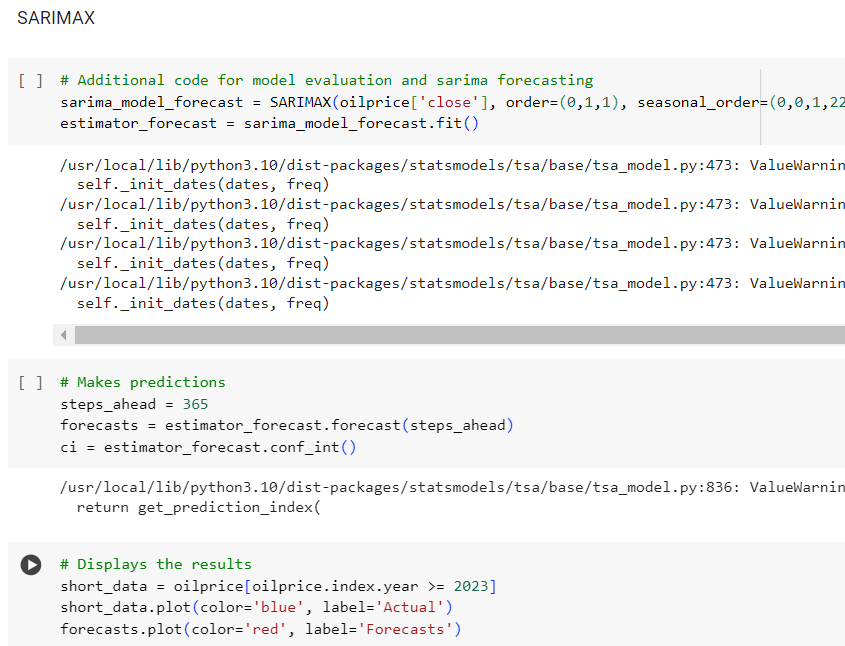 SARIMAX
[ ] # Additional code for model evaluation and sarima forecasting
sarima_model_forecast = SARIMAX(oilprice['close'], order=(0,1,1), seasonal_order=(0,0,1,22
estimator_forecast = sarima_model_forecast.fit()
/usr/local/lib/python3.10/dist-packages/statsmodels/tsa/base/tsa_model.py:473: ValueWarnin
self._init_dates(dates, freq)
/usr/local/lib/python3.10/dist-packages/statsmodels/tsa/base/tsa_model.py:473: ValueWarnin
self._init_dates(dates, freq)
/usr/local/lib/python3.10/dist-packages/statsmodels/tsa/base/tsa_model.py:473: ValueWarnin
self._init_dates(dates, freq)
/usr/local/lib/python3.10/dist-packages/statsmodels/tsa/base/tsa_model.py:473: ValueWarnin
self._init_dates(dates, freq)
[ ] # Makes predictions
steps_ahead = 365
forecasts = estimator_forecast.forecast(steps_ahead)
ci = estimator_forecast.conf_int()
/usr/local/lib/python3.10/dist-packages/statsmodels/tsa/base/tsa_model.py:836: ValueWarnin
return get_prediction_index(
# Displays the results
short_data = oilprice[oilprice.index.year >= 2023]
short_data.plot(color='blue', label='Actual')
forecasts.plot(color='red', label='Forecasts')